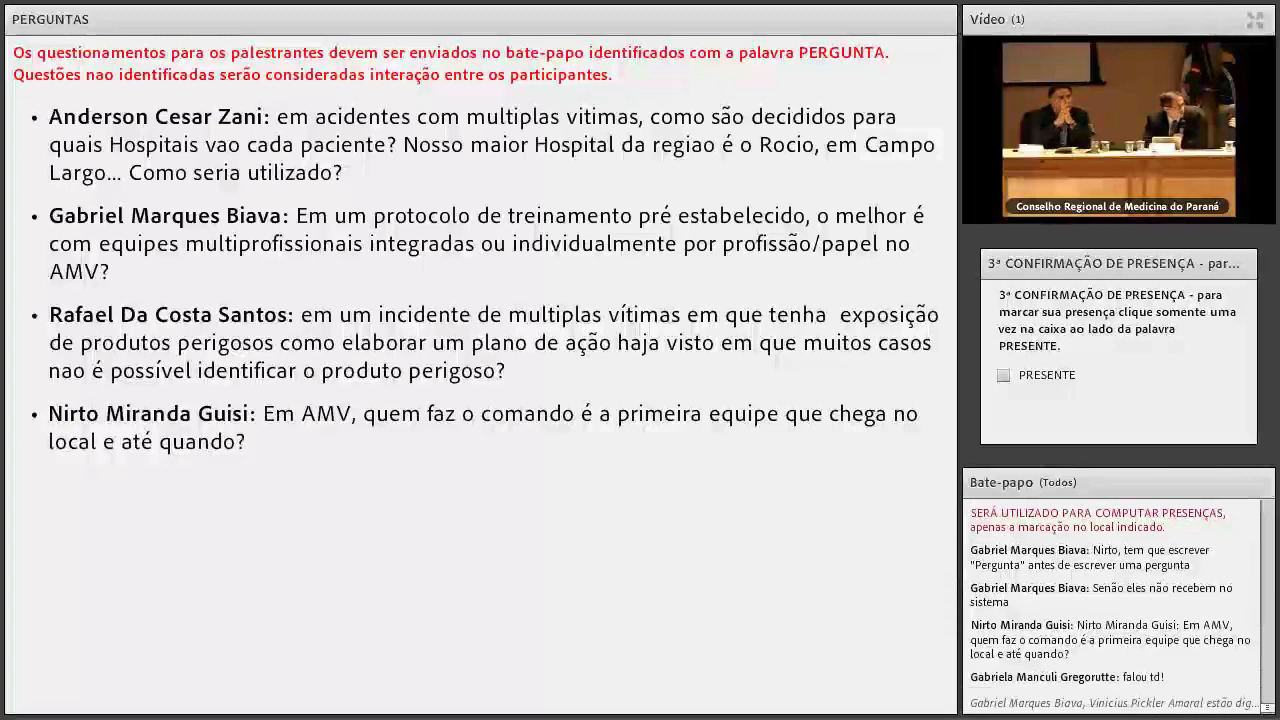 PERGUNTAS
Os questionamentos para os palestrantes devem ser enviados no bate-papo identificados com a palavra PERGUNTA.
Questões nao identificadas serão consideradas interação entre os participantes.
• Anderson Cesar Zani: em acidentes com multiplas vitimas, como são decididos para
quais Hospitais vao cada paciente? Nosso maior Hospital da regiao é o Rocio, em Campo
Largo... Como seria utilizado?
• Gabriel Marques Biava: Em um protocolo de treinamento pré estabelecido, o melhor é
com equipes multiprofissionais integradas ou individualmente por profissão/papel no
AMV?
• Rafael Da Costa Santos: em um incidente de multiplas vítimas em que tenha  exposição
de produtos perigosos como elaborar um plano de ação haja visto em que muitos casos
nao é possível identificar o produto perigoso?
• Nirto Miranda Guisi: Em AMV, quem faz o comando é a primeira equipe que chega no
local e até quando?
Vídeo (1)
Conselho Regional de Medicina do Paraná
3ª CONFIRMAÇÃO DE PRESENÇA - par...
3ª CONFIRMAÇÃO DE PRESENÇA - para
marcar sua presença clique somente uma
vez na caixa ao lado da palavra
PRESENTE.
PRESENTE
Bate-papo (Todos)
SERÁ UTILIZADO PARA COMPUTAR PRESENÇAS,
apenas a marcação no local indicado.
Gabriel Marques Biava: Nirto, tem que escrever
"Pergunta" antes de escrever uma pergunta
Gabriel Marques Biava: Senão eles não recebem no
sistema
Nirto Miranda Guisi: Nirto Miranda Guisi: Em AMV,
quem faz o comando é a primeira equipe que chega no
local e até quando?
Gabriela Manculi Gregorutte: falou td!
Gabriel Marques Biava, Vinicius Pickler Amaral estão dig...